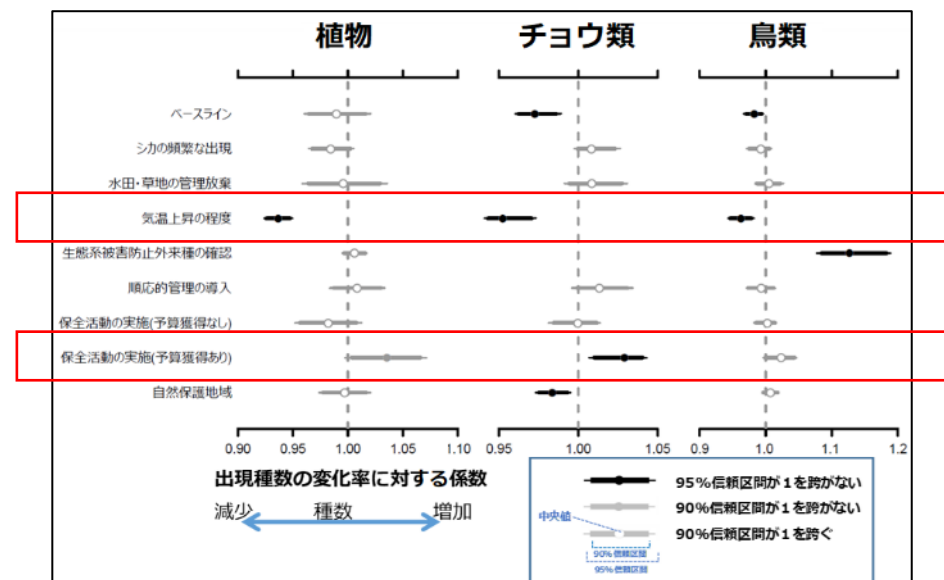 植物 チョウ類 鳥類
ベースライン
シカの頻繁な出現
水田・草地の管理放棄
気温上昇の程度
生態系被害防止外来種の確認
順応的管理の導入
保全活動の実施(予算獲得なし)
保全活動の実施(予算獲得あり)
自然保護地域
0.90 0.95 1.00 1.05 1.10 0.95 1.00 1.05 0.9 1.0 1.1 1.2
出現種数の変化率に対する係数
減少 種数 増加
95%信頼区間が1を跨がない
90%信頼区間が1を跨がない
中央値
90%信頼区間が1を跨ぐ
90%信頼区間
95%信頼区間